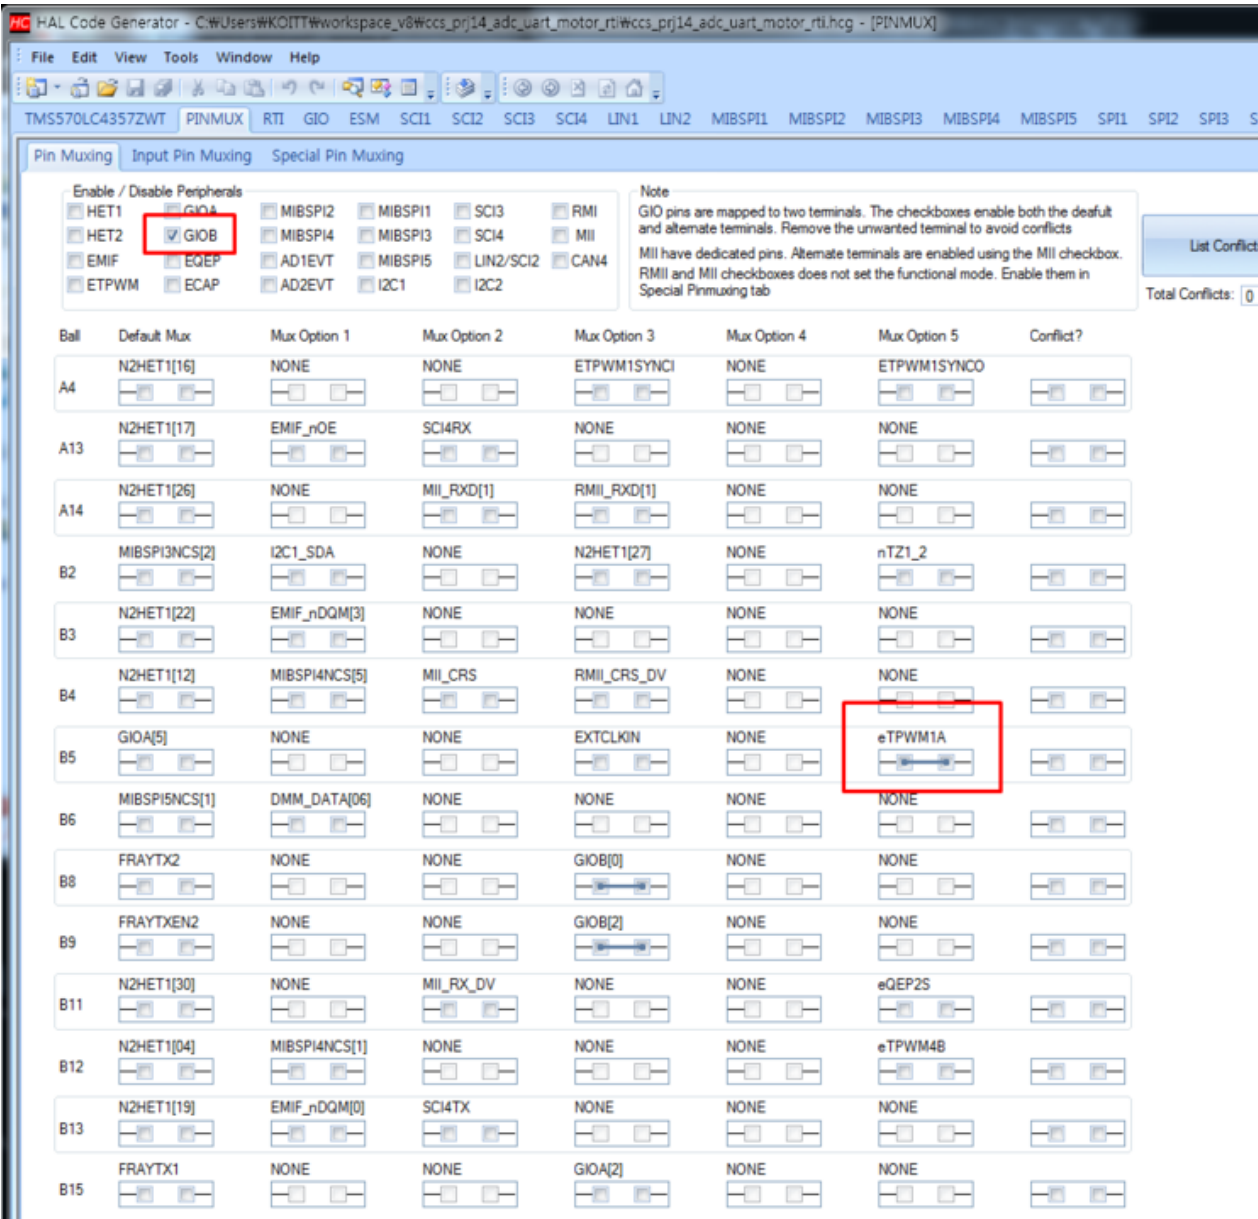 HC HAL Code Generator - C:₩Users₩KOITT₩workspace_v8₩ccs_prj14_adc_uart_motor_rti₩ccs_prj14_adc_uart_motor_rti.hcg - [PINMUX]
File Edit View Tools Window Help
TMS570LC4357ZWT PINMUX RTI GIO ESM SCI1 SCI2 SCI3 SCI4 LIN1 LIN2 MIBSPI1 MIBSPI2 MIBSPI3 MIBSPI4 MIBSPI5 SPI1 SPI2 SPI3 S
Pin Muxing Input Pin Muxing Special Pin Muxing
Enable / Disable Peripherals
HET1 GIOA MIBSPI2 MIBSPI1 SCI3 RMI
HET2 GIOB MIBSPI4 MIBSPI3 SCI4 MII
EMIF EQEP AD1EVT MIBSPI5 LIN2/SCI2 CAN4
ETPWM ECAP AD2EVT I2C1 I2C2
Note
GIO pins are mapped to two terminals. The checkboxes enable both the deafult
and alternate terminals. Remove the unwanted terminal to avoid conflicts
MII have dedicated pins. Alternate terminals are enabled using the MII checkbox.
RMII and MII checkboxes does not set the functional mode. Enable them in
Special Pinmuxing tab
List Conflict
Total Conflicts: 0
Ball Default Mux Mux Option 1 Mux Option 2 Mux Option 3 Mux Option 4 Mux Option 5 Conflict?
N2HET1[16] NONE NONE ETPWM1SYNCI NONE ETPWM1SYNCO
A4
N2HET1[17] EMIF_nOE SCI4RX NONE NONE NONE
A13
N2HET1[26] NONE MII_RXD[1] RMII_RXD[1] NONE NONE
A14
MIBSPI3NCS[2] I2C1_SDA NONE N2HET1[27] NONE nTZ1_2
B2
N2HET1[22] EMIF_nDQM[3] NONE NONE NONE NONE
B3
N2HET1[12] MIBSPI4NCS[5] MII_CRS RMII_CRS_DV NONE NONE
B4
GIOA[5] NONE NONE EXTCLKIN NONE eTPWM1A
B5
MIBSPI5NCS[1] DMM_DATA[06] NONE NONE NONE NONE
B6
FRAYTX2 NONE NONE GIOB[0] NONE NONE
B8
FRAYTXEN2 NONE NONE GIOB[2] NONE NONE
B9
N2HET1[30] NONE MII_RX_DV NONE NONE eQEP2S
B11
N2HET1[04] MIBSPI4NCS[1] NONE NONE NONE eTPWM4B
B12
N2HET1[19] EMIF_nDQM[0] SCI4TX NONE NONE NONE
B13
FRAYTX1 NONE NONE GIOA[2] NONE NONE
B15